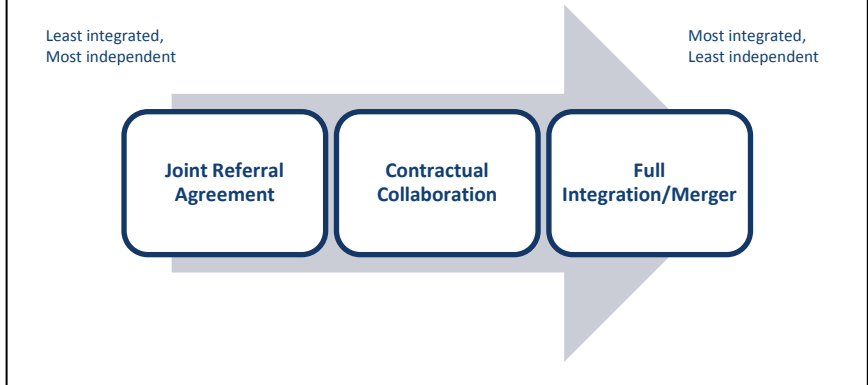 Least integrated,
Most independent
Most integrated,
Least independent
Joint Referral
Agreement
Contractual
Collaboration
Full
Integration/Merger